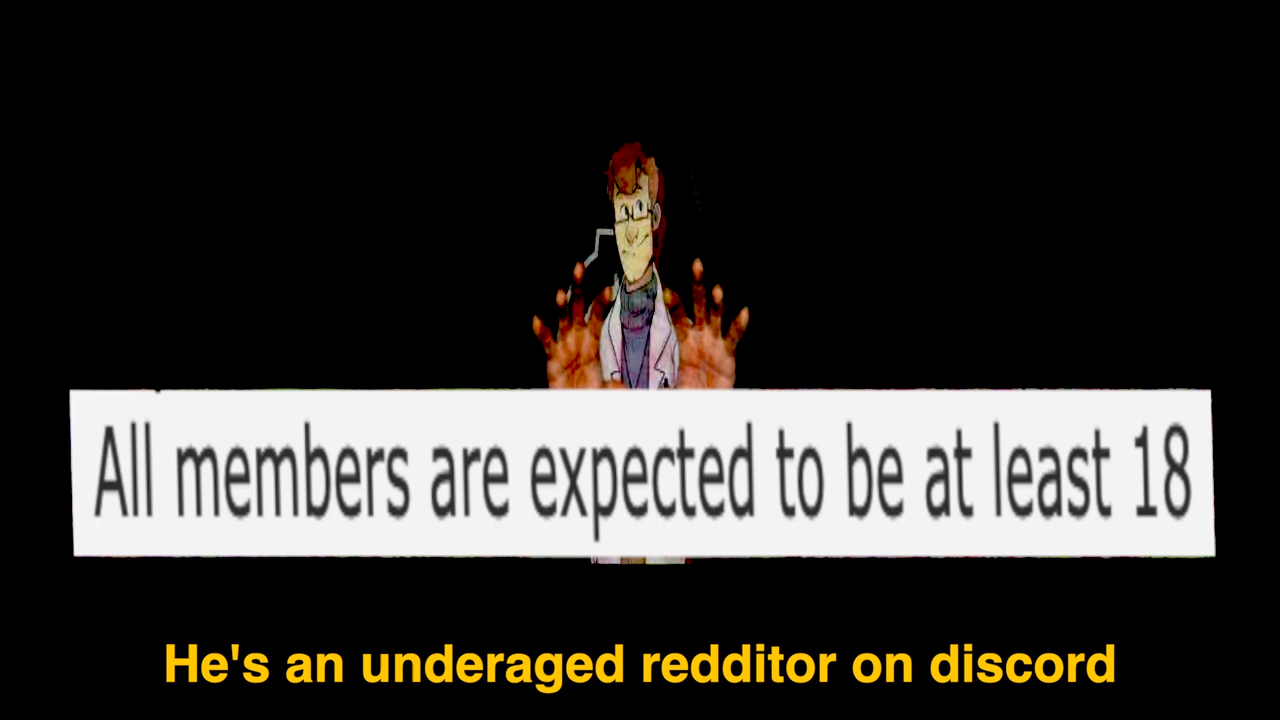 All members are expected to be at least 18
He's an underaged redditor on discord